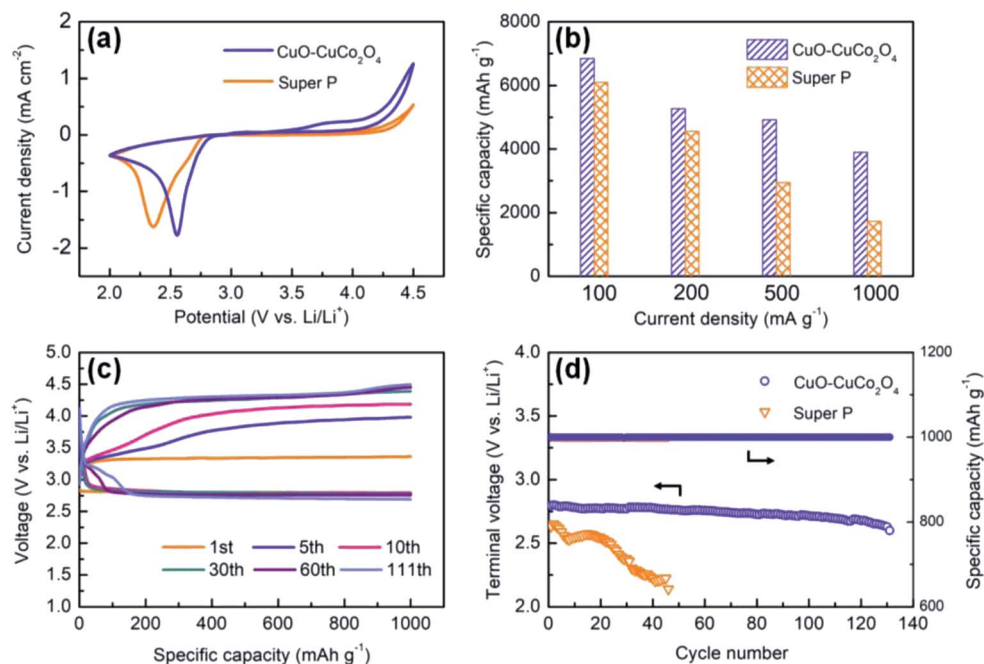 (a)
CuO-CuCo₂O₄
Super P
Current density (mA cm⁻²)
2
1
0
-1
-2
2.0 2.5 3.0 3.5 4.0 4.5
Potential (V vs. Li/Li⁺)
(b)
CuO-CuCo₂O₄
Super P
Specific capacity (mAh g⁻¹)
8000
6000
4000
2000
0
100 200 500 1000
Current density (mA g⁻¹)
(c)
Voltage (V vs. Li/Li⁺)
5.0
4.5
4.0
3.5
3.0
2.5
2.0
1.5
1.0
1st 5th 10th
30th 60th 111th
0 200 400 600 800 1000
Specific capacity (mAh g⁻¹)
(d)
CuO-CuCo₂O₄
Super P
Terminal voltage (V vs. Li/Li⁺)
4.0
3.5
3.0
2.5
2.0
1200
1000
800
600
Specific capacity (mAh g⁻¹)
0 20 40 60 80 100 120 140
Cycle number